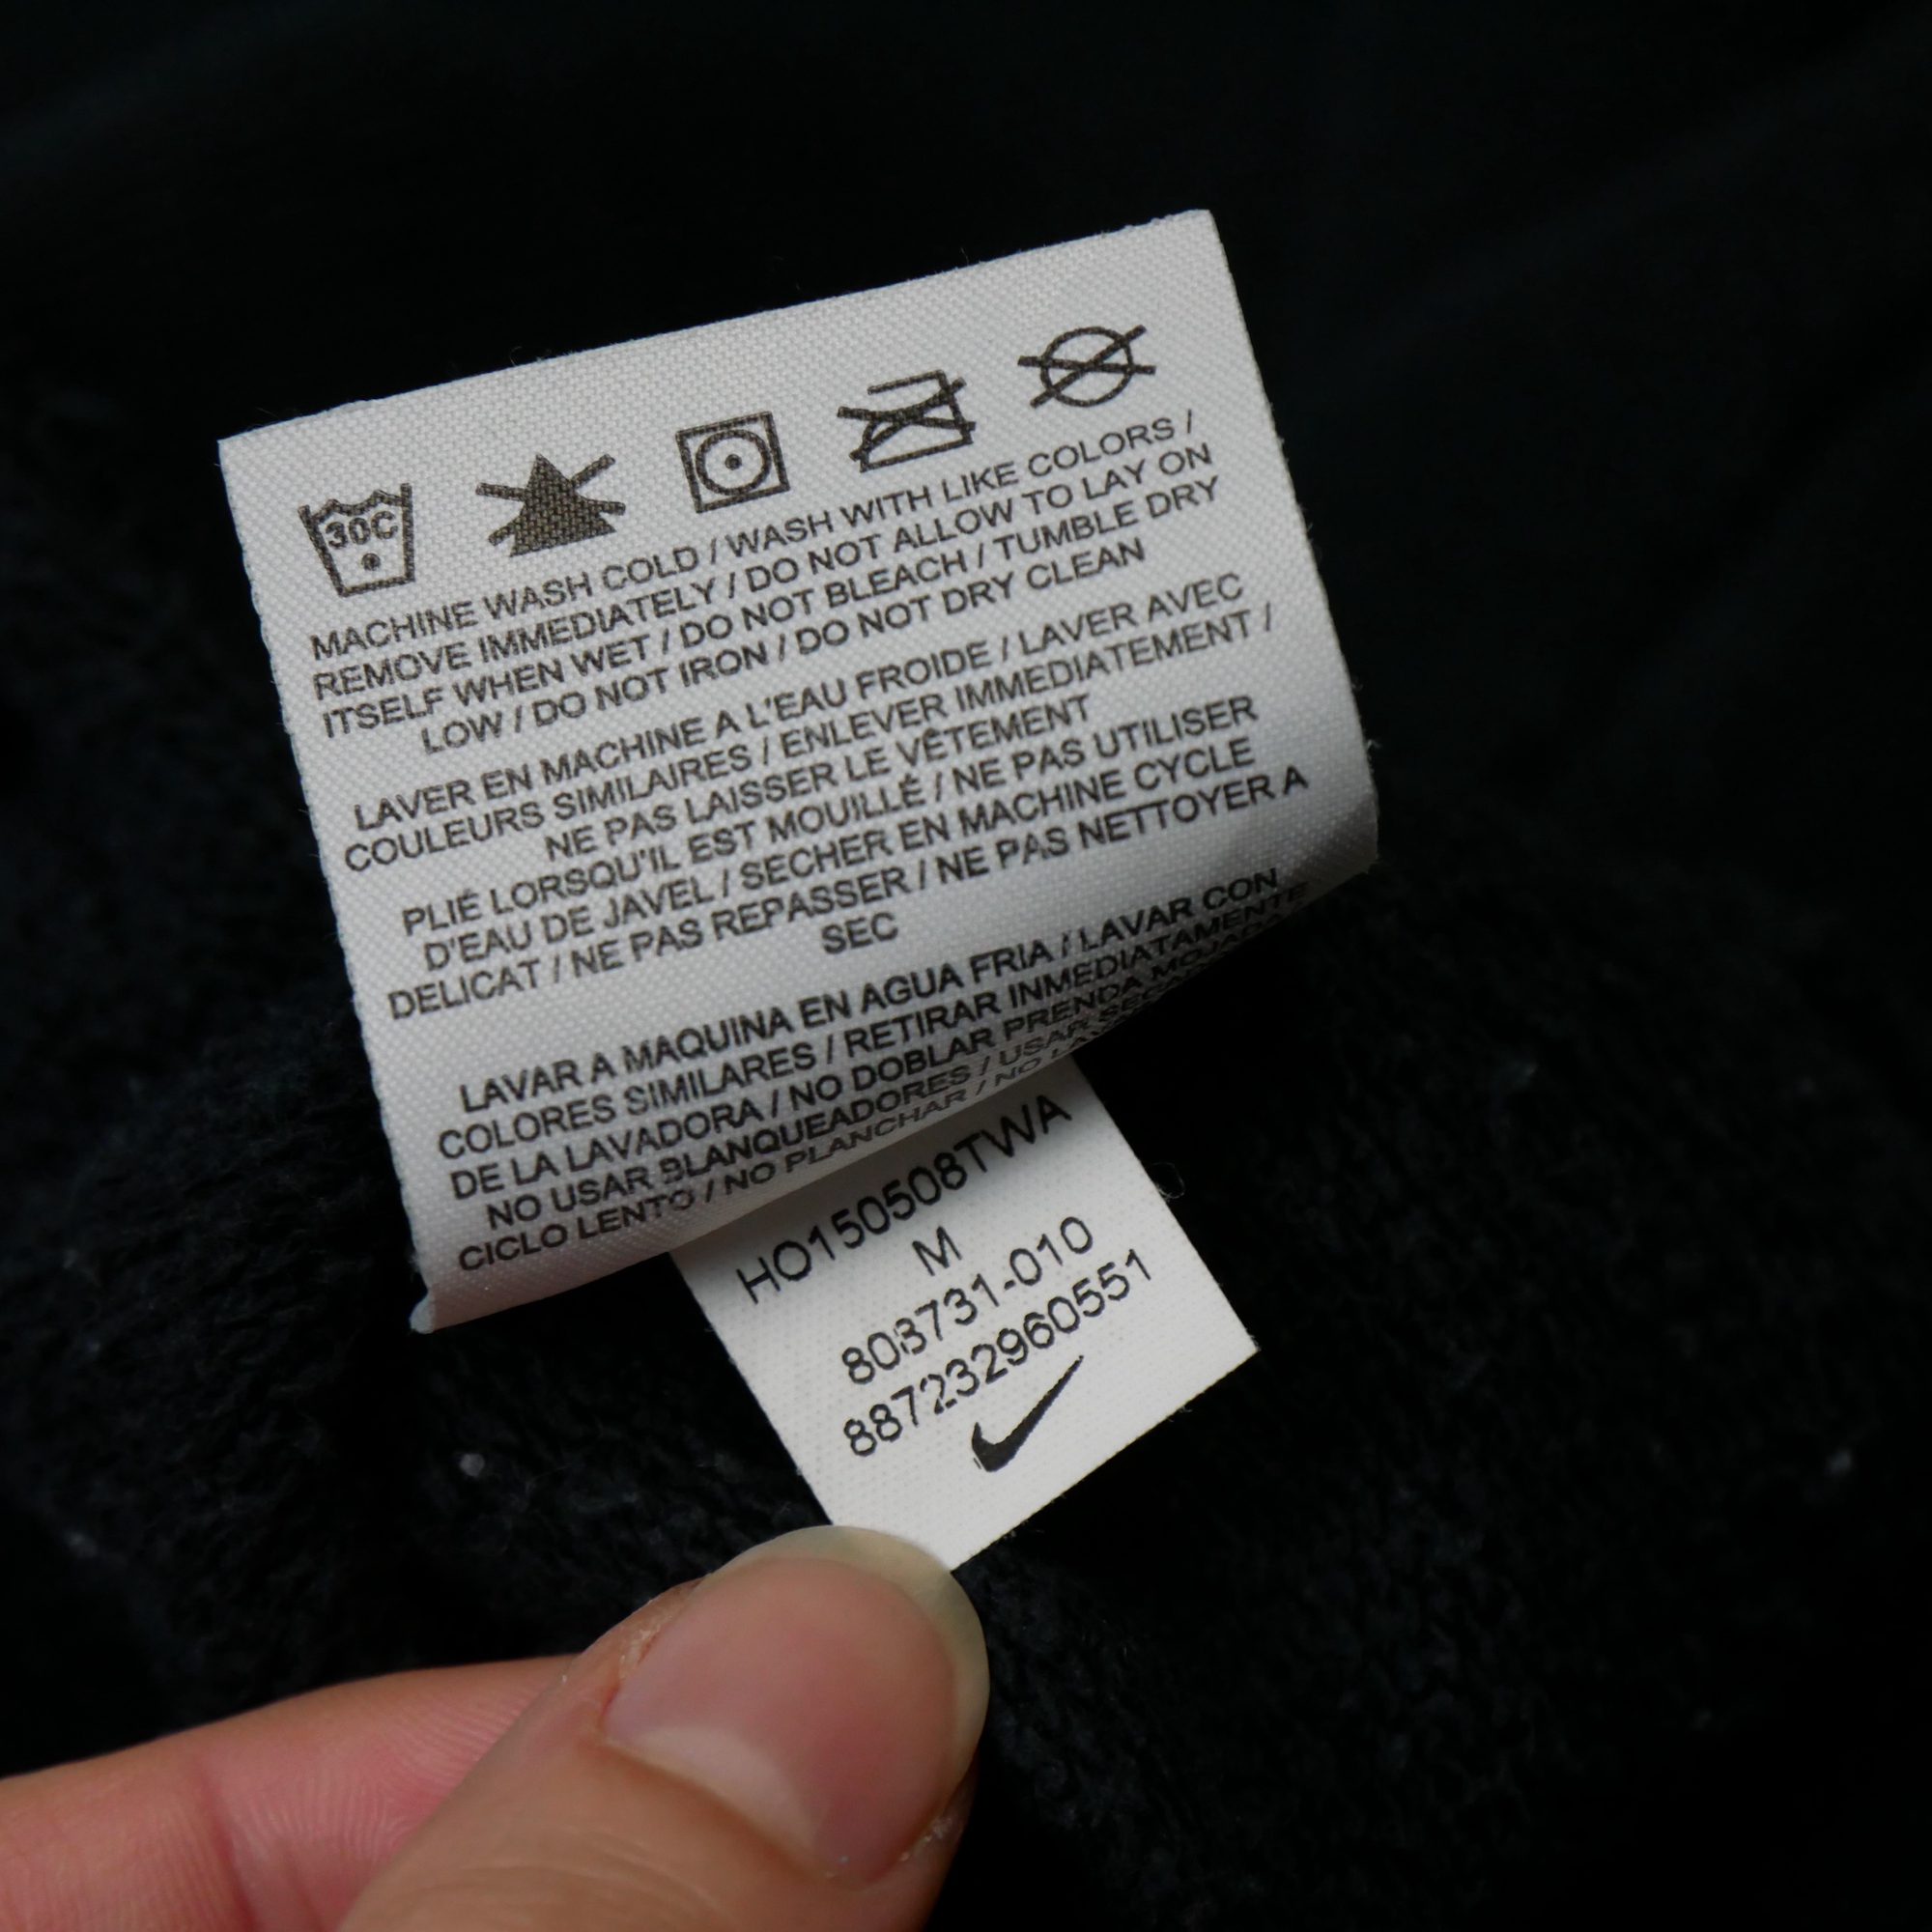 30C
MACHINE WASH COLD / WASH WITH LIKE COLORS /
REMOVE IMMEDIATELY / DO NOT ALLOW TO LAY ON
ITSELF WHEN WET / DO NOT BLEACH / TUMBLE DRY
LOW / DO NOT IRON / DO NOT DRY CLEAN
LAVER EN MACHINE A L'EAU FROIDE / LAVER AVEC
COULEURS SIMILAIRES / ENLEVER IMMEDIATEMENT /
NE PAS LAISSER LE VÊTEMENT
PLIÉ LORSQU'IL EST MOUILLÉ / NE PAS UTILISER
D'EAU DE JAVEL / SECHER EN MACHINE CYCLE
DELICAT / NE PAS REPASSER / NE PAS NETTOYER A
SEC
LAVAR A MAQUINA EN AGUA FRIA / LAVAR CON
COLORES SIMILARES / RETIRAR INMEDIATAMENTE
DE LA LAVADORA / NO DOBLAR PRENDA MOJADA
NO USAR BLANQUEADORES / USAR
CICLO LENTO / NO PLANCHAR / NO
HO150508TWA
M
803731-010
887232960551